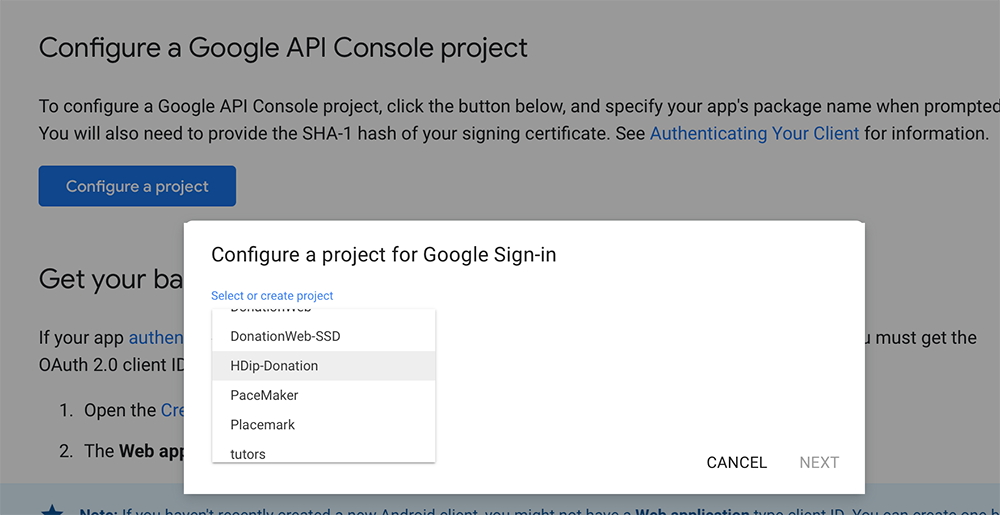 Configure a Google API Console project
To configure a Google API Console project, click the button below, and specify your app's package name when prompted
You will also need to provide the SHA-1 hash of your signing certificate. See Authenticating Your Client for information.
Configure a project
Configure a project for Google Sign-in
Get your ba
Select or create project
DonationWeb
If your app authen
u must get the
DonationWeb-SSD
OAuth 2.0 client ID
HDip-Donation
PaceMaker
1. Open the Cre
Placemark
2. The Web app
tutors
CANCEL NEXT
Note: If you haven't recently created a new Android client, you might not have a Web application type client ID. You can create one b